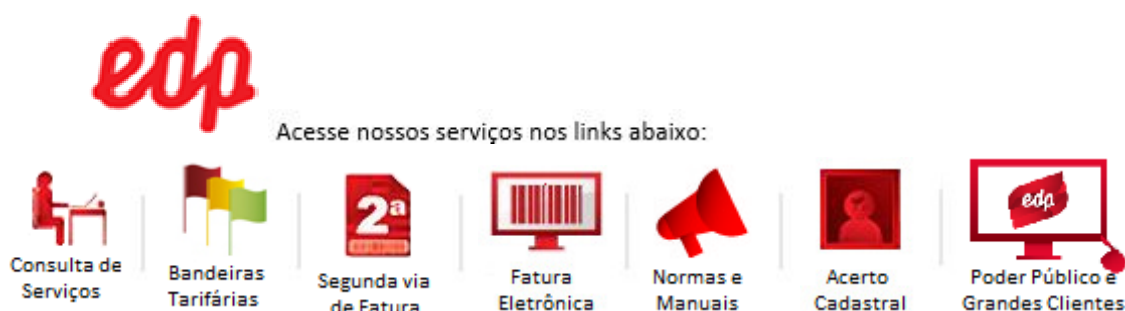 edp
Acesse nossos serviços nos links abaixo:
2ª
edp
Consulta de
Serviços
Bandeiras
Tarifárias
Segunda via
de Fatura
Fatura
Eletrônica
Normas e
Manuais
Acerto
Cadastral
Poder Público e
Grandes Clientes